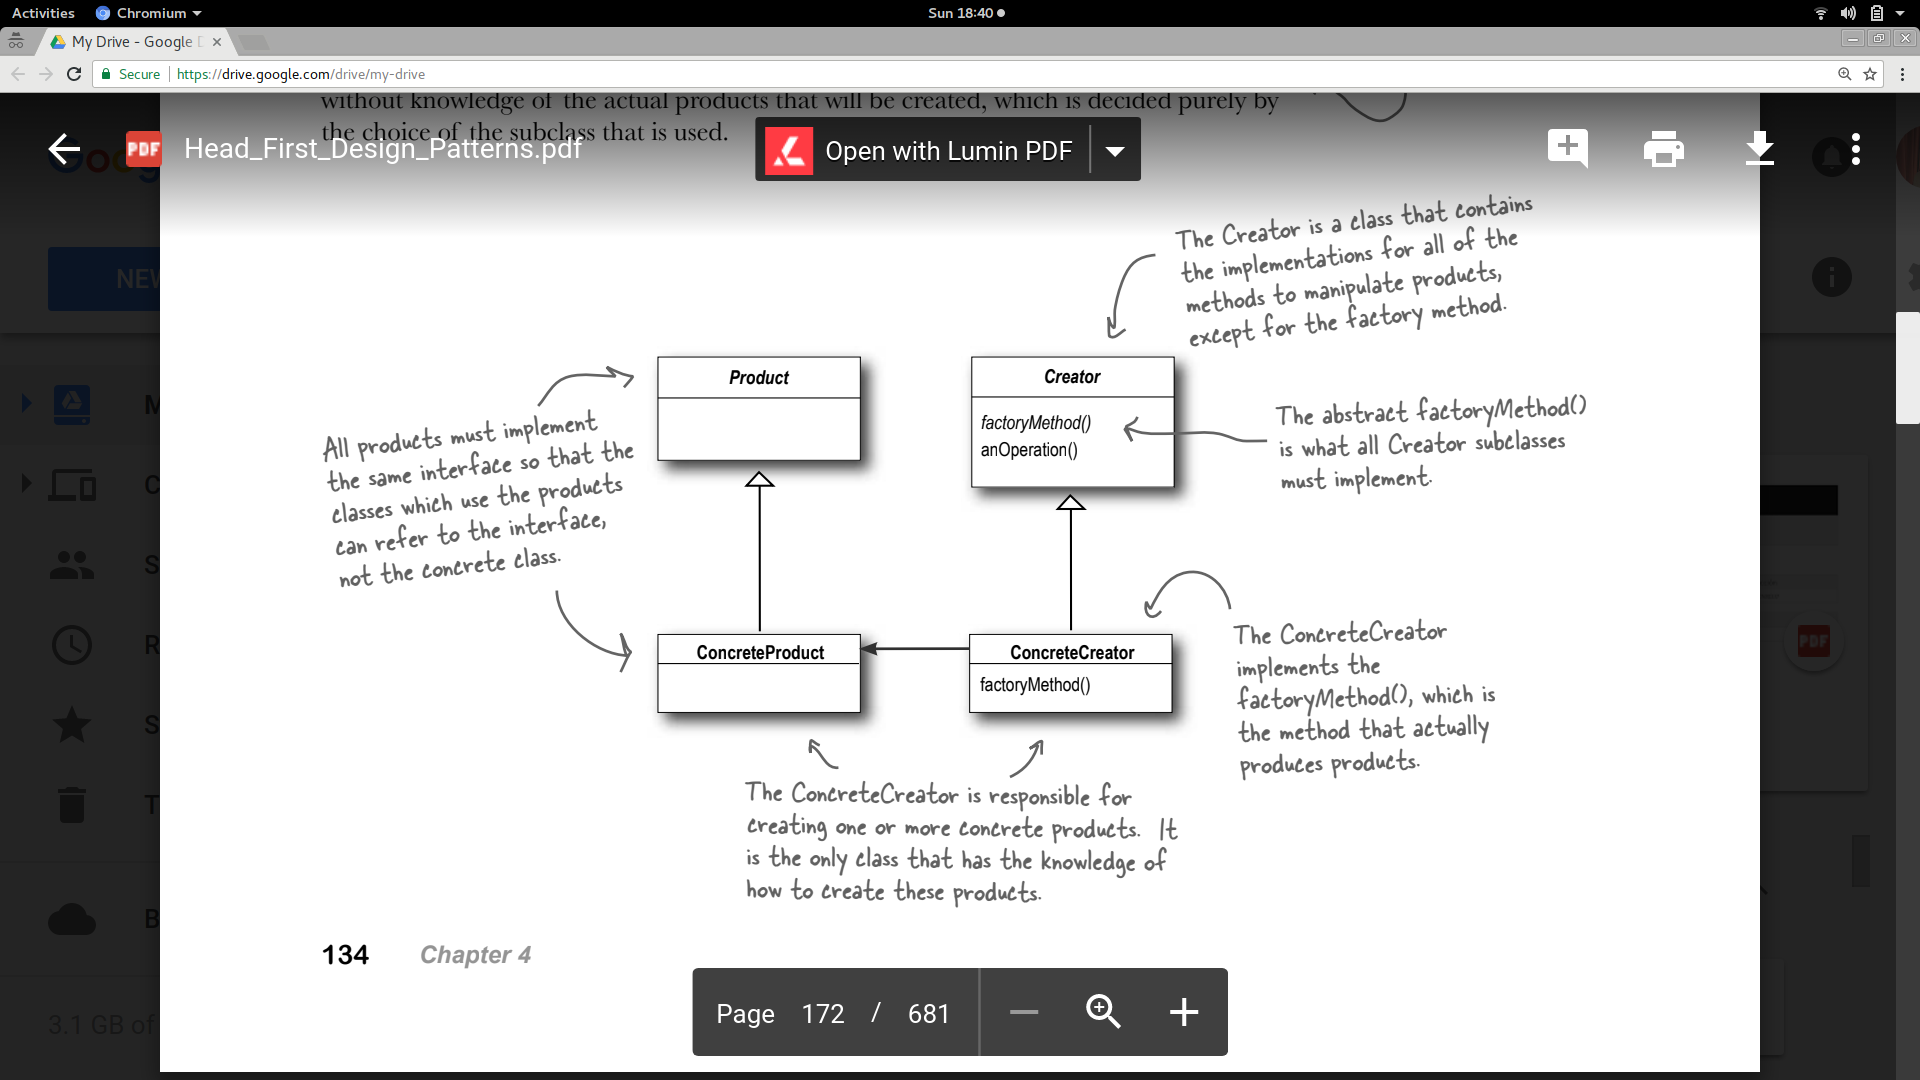 Activities
Chromium
Sun 18:40
My Drive - Google D
Secure
https://drive.google.com/drive/my-drive
without knowledge of the actual products that will be created, which is decided purely by
the choice of the subclass that is used.
PDF
Head_First_Design_Patterns.pdf
Open with Lumin PDF
NEW
The Creator is a class that contains
the implementations for all of the
methods to manipulate products,
except for the factory method.
Product
Creator
factoryMethod()
anOperation()
The abstract factoryMethod()
is what all Creator subclasses
must implement.
All products must implement
the same interface so that the
classes which use the products
can refer to the interface,
not the concrete class.
ConcreteProduct
ConcreteCreator
factoryMethod()
The ConcreteCreator
implements the
factoryMethod(), which is
the method that actually
produces products.
The ConcreteCreator is responsible for
creating one or more concrete products. It
is the only class that has the knowledge of
how to create these products.
M
C
S
R
S
T
B
PDF
134
Chapter 4
3.1 GB of
Page 172 / 681